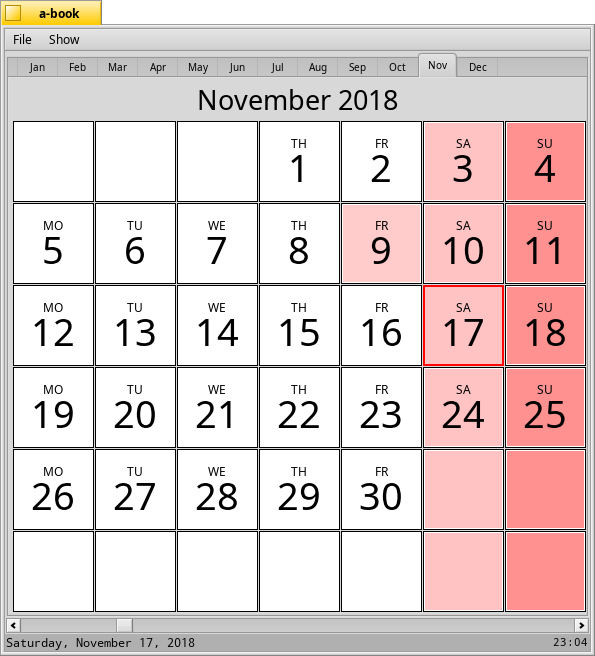 a-book
File Show
Jan Feb Mar Apr May Jun Jul Aug Sep Oct Nov Dec
November 2018
TH FR SA SU
1 2 3 4
MO TU WE TH FR SA SU
5 6 7 8 9 10 11
MO TU WE TH FR SA SU
12 13 14 15 16 17 18
MO TU WE TH FR SA SU
19 20 21 22 23 24 25
MO TU WE TH FR
26 27 28 29 30
Saturday, November 17, 2018 23:04